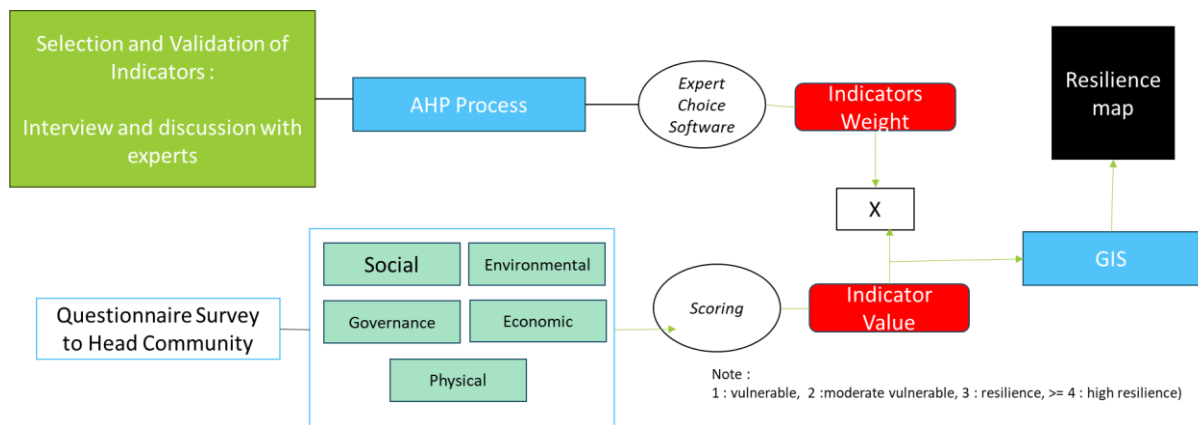 Selection and Validation of
Indicators :
Interview and discussion with
experts
AHP Process
Expert
Choice
Software
Indicators
Weight
Resilience
map
X
Questionnaire Survey
to Head Community
Social
Environmental
Governance
Economic
Physical
Scoring
Indicator
Value
GIS
Note :
1 : vulnerable, 2 :moderate vulnerable, 3 : resilience, >= 4 : high resilience)